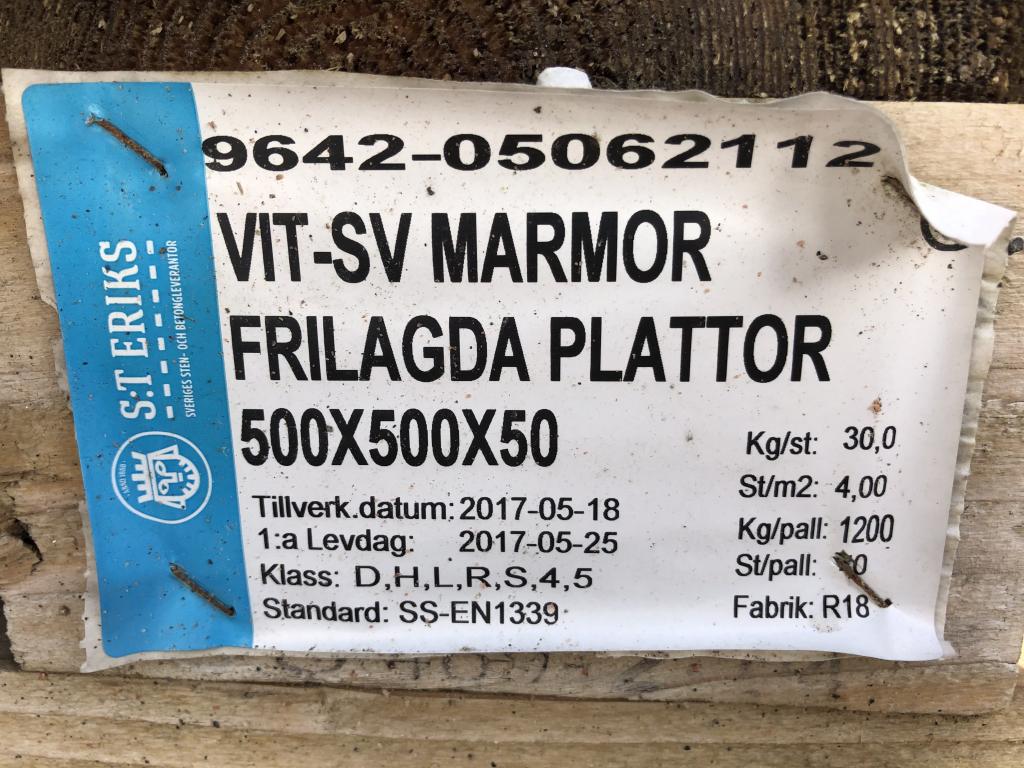 9642-05062112
VIT-SV MARMOR
FRILAGDA PLATTOR
500X500X50
Kg/st: 30,0
St/m2: 4,00
Kg/pall: 1200
St/pall:
Fabrik: R18
Tillverk.datum: 2017-05-18
1:a Levdag: 2017-05-25
Klass: D,H,L,R,S,4,5
Standard: SS-EN1339
S:T ERIKS
SVERIGES STEN- OCH BETONGLEVERANTÖR